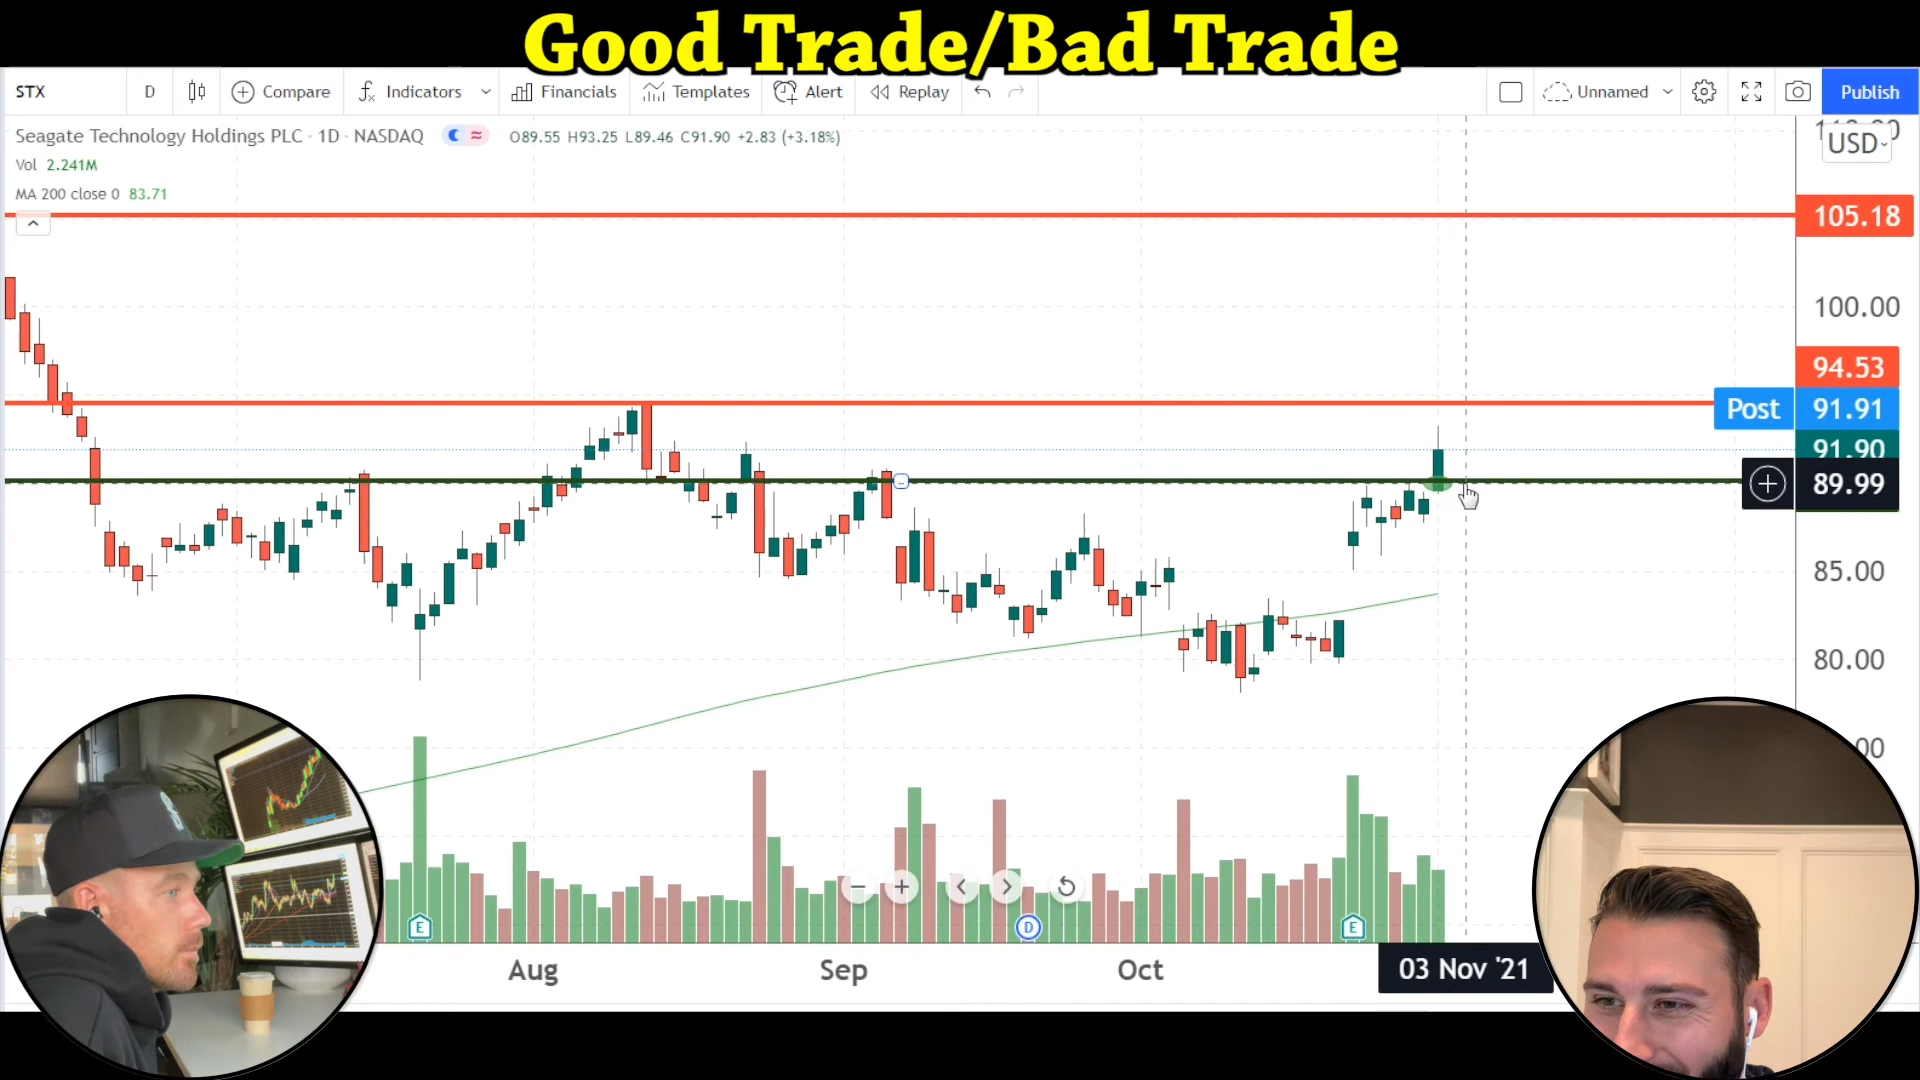 Good Trade/Bad Trade
STX D Compare Indicators Financials Templates Alert Replay Unnamed Publish
Seagate Technology Holdings PLC · 1D · NASDAQ O89.55 H93.25 L89.46 C91.90 +2.83 (+3.18%)
USD
Vol 2.241M
MA 200 close 0 83.71
105.18
100.00
94.53
Post 91.91
91.90
89.99
85.00
80.00
E D E
Aug Sep Oct 03 Nov '21